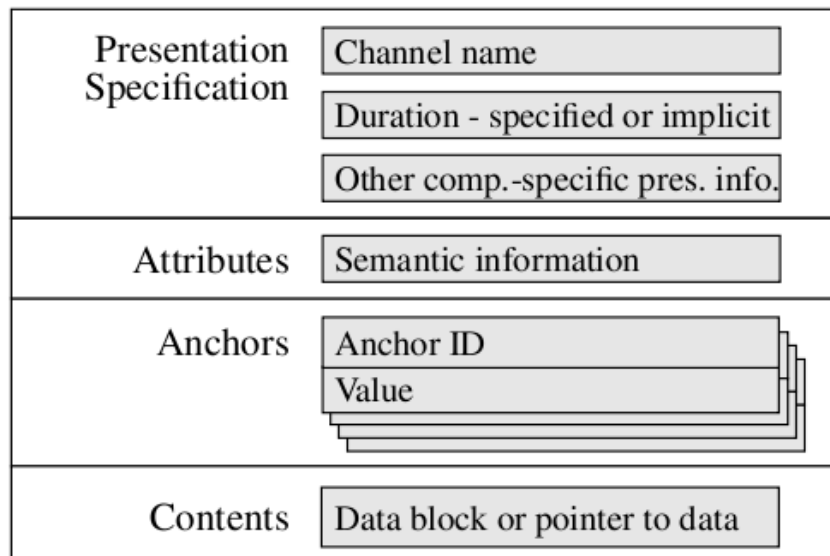 Presentation
Specification
Channel name
Duration - specified or implicit
Other comp.-specific pres. info.
Attributes
Semantic information
Anchors
Anchor ID
Value
Contents
Data block or pointer to data